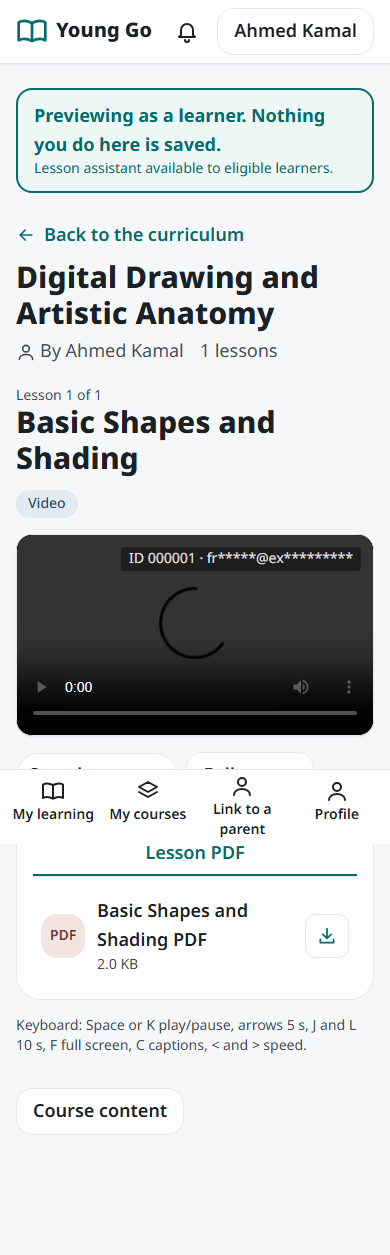 Young Go
Ahmed Kamal
Previewing as a learner. Nothing
you do here is saved.
Lesson assistant available to eligible learners.
Back to the curriculum
Digital Drawing and
Artistic Anatomy
By Ahmed Kamal 1 lessons
Lesson 1 of 1
Basic Shapes and
Shading
Video
ID 000001 · fr*****@ex*********
0:00
My learning
My courses
Link to a
parent
Profile
Lesson PDF
PDF
Basic Shapes and
Shading PDF
2.0 KB
Keyboard: Space or K play/pause, arrows 5 s, J and L
10 s, F full screen, C captions, < and > speed.
Course content